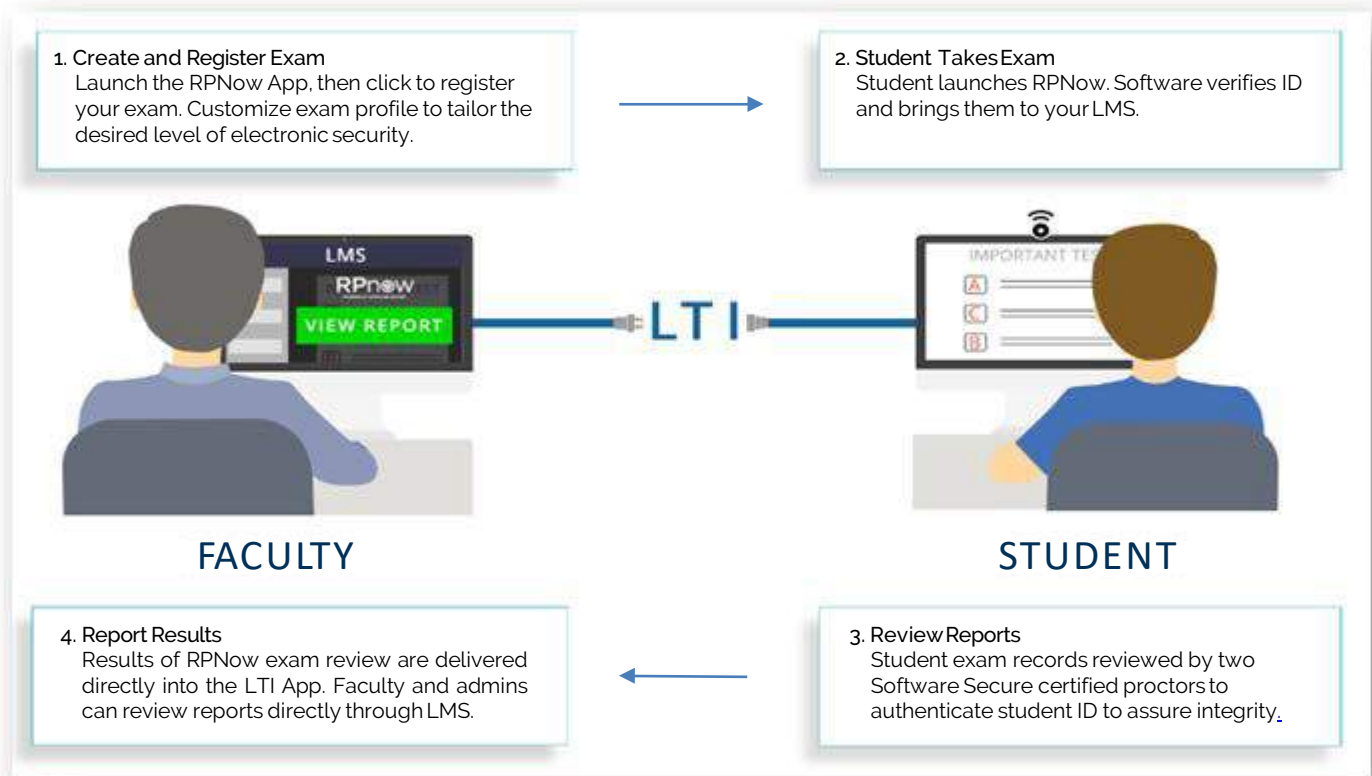 1. Create and Register Exam
Launch the RPNow App, then click to register
your exam. Customize exam profile to tailor the
desired level of electronic security.
2. Student Takes Exam
Student launches RPNow. Software verifies ID
and brings them to your LMS.
LMS
RPnow
VIEW REPORT
LTI
IMPORTANT TES
A
C
B
FACULTY
STUDENT
4. Report Results
Results of RPNow exam review are delivered
directly into the LTI App. Faculty and admins
can review reports directly through LMS.
3. Review Reports
Student exam records reviewed by two
Software Secure certified proctors to
authenticate student ID to assure integrity.